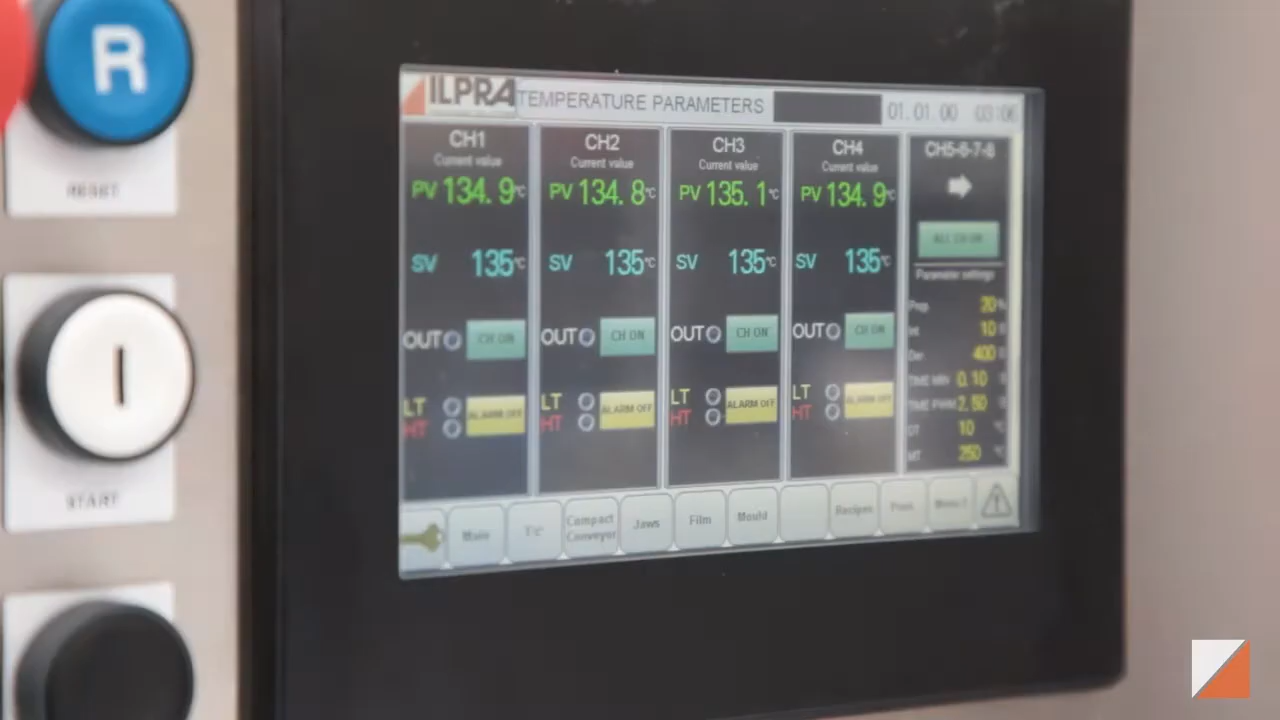 R
RESET
START
ILPRA TEMPERATURE PARAMETERS 01.01.00 03:06
CH1 CH2 CH3 CH4 CH5-6-7-8
Current value Current value Current value Current value
PV 134.9°C PV 134.8°C PV 135.1°C PV 134.9°C
SV 135°C SV 135°C SV 135°C SV 135°C
ALL CH ON
Parameter settings
OUT CH ON OUT CH ON OUT CH ON OUT CH ON
LT LT LT LT
HT HT HT HT
ALARM OFF ALARM OFF ALARM OFF ALARM OFF
Prop. 20 %
Int 10
Der. 400
TIME MIN 0.10
TIME PWM 2.50
10 °C
250 °C
Main Compact Conveyor Jaws Film Mould Recipes